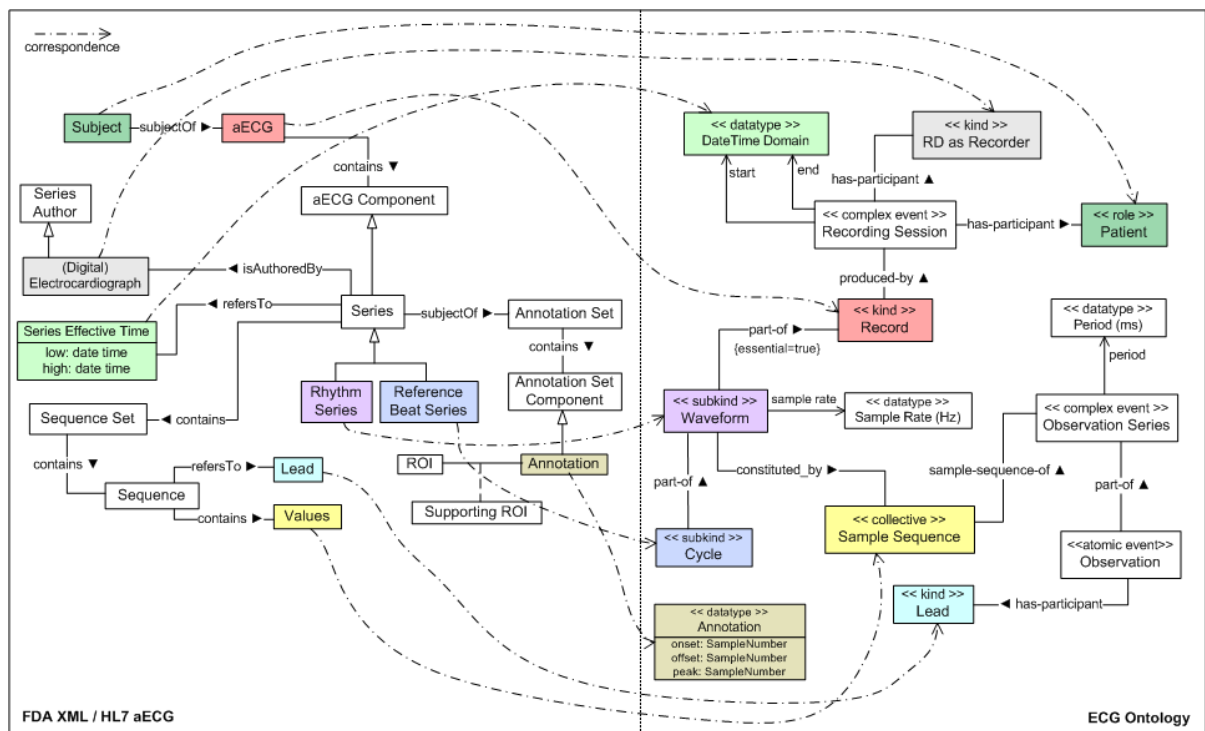 correspondence
Subject
subjectOf ▶
aECG
contains ▼
Series
Author
aECG Component
(Digital)
Electrocardiograph
◀ isAuthoredBy
◀ refersTo
Series
subjectOf ▶
Annotation Set
Series Effective Time
low: date time
high: date time
contains ▼
Rhythm
Series
Reference
Beat Series
Annotation Set
Component
Sequence Set
◀ contains
contains ▼
refersTo ▶
Lead
ROI
Annotation
Sequence
contains ▶
Values
Supporting ROI
FDA XML / HL7 aECG
<< datatype >>
DateTime Domain
<< kind >>
RD as Recorder
start
end
has-participant ▲
<< complex event >>
Recording Session
has-participant ▶
<< role >>
Patient
produced-by ▲
<< kind >>
Record
<< datatype >>
Period (ms)
part-of ▶
{essential=true}
period
<< subkind >>
Waveform
sample rate
<< datatype >>
Sample Rate (Hz)
<< complex event >>
Observation Series
constituted_by ▶
sample-sequence-of ▲
part-of ▲
part-of ▲
<< collective >>
Sample Sequence
<< subkind >>
Cycle
<<atomic event>>
Observation
<< kind >>
Lead
◀ has-participant
<< datatype >>
Annotation
onset: SampleNumber
offset: SampleNumber
peak: SampleNumber
ECG Ontology